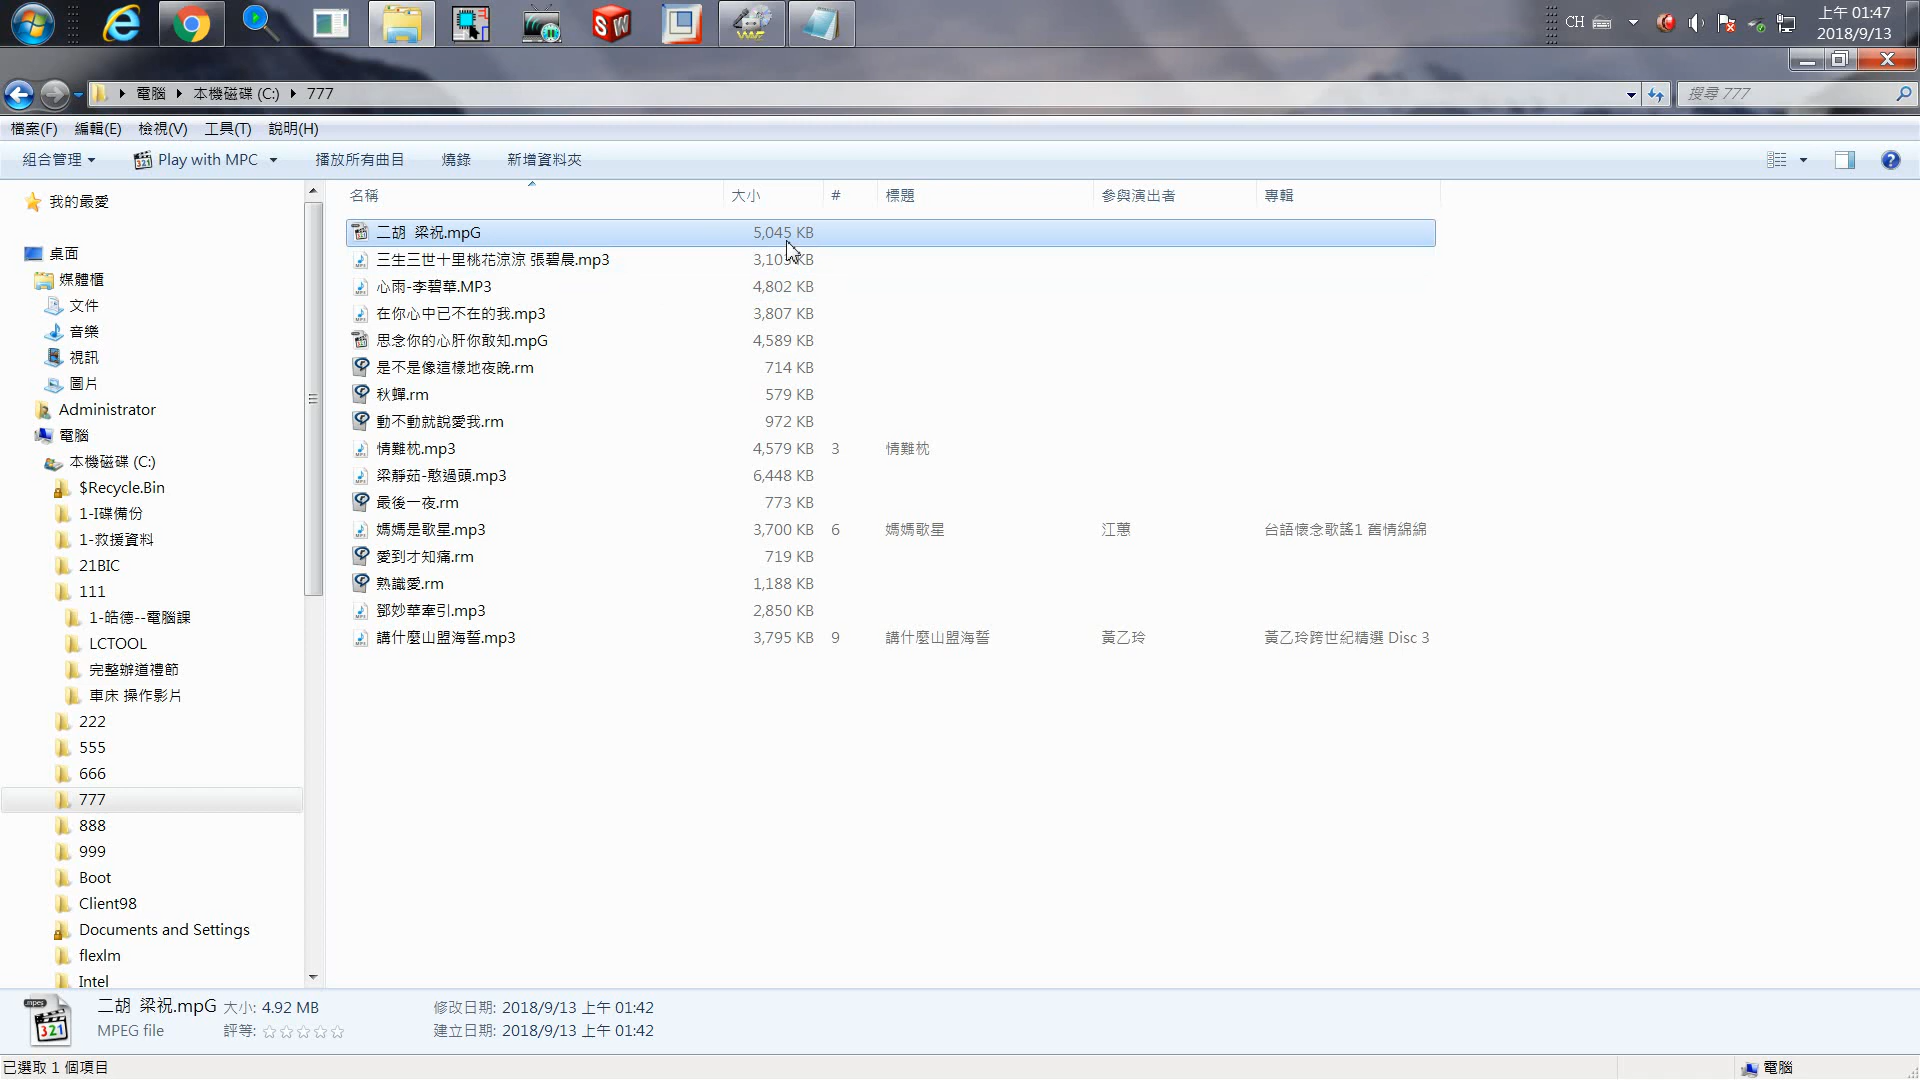 CH
上午 01:47
2018/9/13
電腦 本機磁碟 (C:) 777
搜尋 777
檔案(F) 編輯(E) 檢視(V) 工具(T) 說明(H)
組合管理 Play with MPC 播放所有曲目 燒錄 新增資料夾
我的最愛
桌面
媒體櫃
文件
音樂
視訊
圖片
Administrator
電腦
本機磁碟 (C:)
$Recycle.Bin
1-I碟備份
1-救援資料
21BIC
111
1-皓德--電腦課
LCTOOL
完整辦道禮節
車床 操作影片
222
555
666
777
888
999
Boot
Client98
Documents and Settings
flexlm
Intel
名稱 大小 # 標題 參與演出者 專輯
二胡 梁祝.mpG 5,045 KB
三生三世十里桃花涼涼 張碧晨.mp3 3,103 KB
心雨-李碧華.MP3 4,802 KB
在你心中已不在的我.mp3 3,807 KB
思念你的心肝你敢知.mpG 4,589 KB
是不是像這樣地夜晚.rm 714 KB
秋蟬.rm 579 KB
動不動就說愛我.rm 972 KB
情難枕.mp3 4,579 KB 3 情難枕
梁靜茹-憨過頭.mp3 6,448 KB
最後一夜.rm 773 KB
媽媽是歌星.mp3 3,700 KB 6 媽媽歌星 江蕙 台語懷念歌謠1 舊情綿綿
愛到才知痛.rm 719 KB
熟識愛.rm 1,188 KB
鄧妙華牽引.mp3 2,850 KB
講什麼山盟海誓.mp3 3,795 KB 9 講什麼山盟海誓 黃乙玲 黃乙玲跨世紀精選 Disc 3
二胡 梁祝.mpG 大小: 4.92 MB 修改日期: 2018/9/13 上午 01:42
MPEG file 評等: 建立日期: 2018/9/13 上午 01:42
已選取 1 個項目
電腦